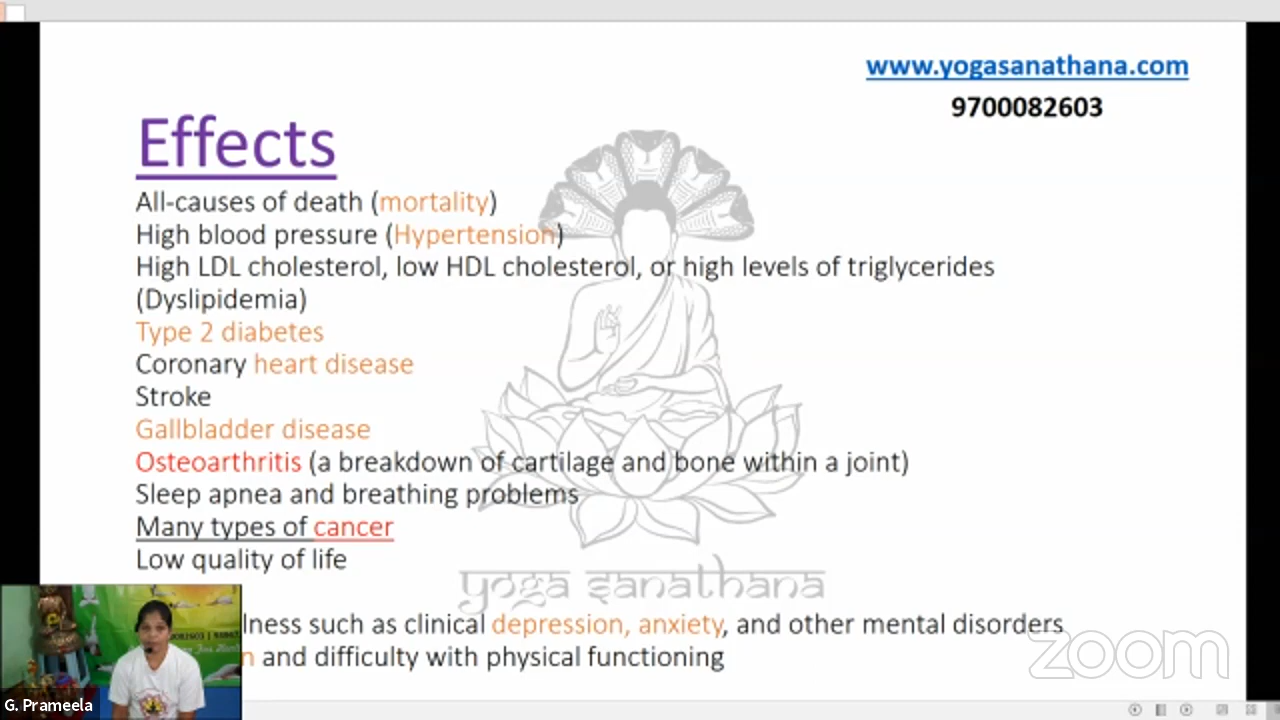 www.yogasanathana.com
9700082603
Effects
All-causes of death (mortality)
High blood pressure (Hypertension)
High LDL cholesterol, low HDL cholesterol, or high levels of triglycerides
(Dyslipidemia)
Type 2 diabetes
Coronary heart disease
Stroke
Gallbladder disease
Osteoarthritis (a breakdown of cartilage and bone within a joint)
Sleep apnea and breathing problems
Many types of cancer
Low quality of life
yoga sanathana
lness such as clinical depression, anxiety, and other mental disorders
n and difficulty with physical functioning
zoom
G. Prameela